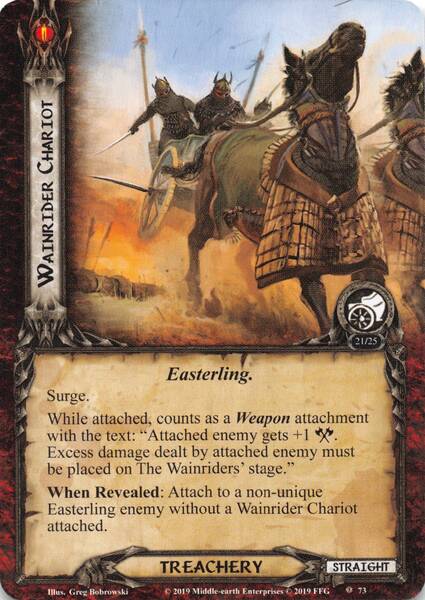 WAINRIDER CHARIOT
21/25
Easterling.
Surge.
While attached, counts as a Weapon attachment
with the text: “Attached enemy gets +1 .
Excess damage dealt by attached enemy must
be placed on The Wainriders’ stage.”
When Revealed: Attach to a non-unique
Easterling enemy without a Wainrider Chariot
attached.
TREACHERY
STRAIGHT
Illus. Greg Bobrowski
© 2019 Middle-earth Enterprises © 2019 FFG
73